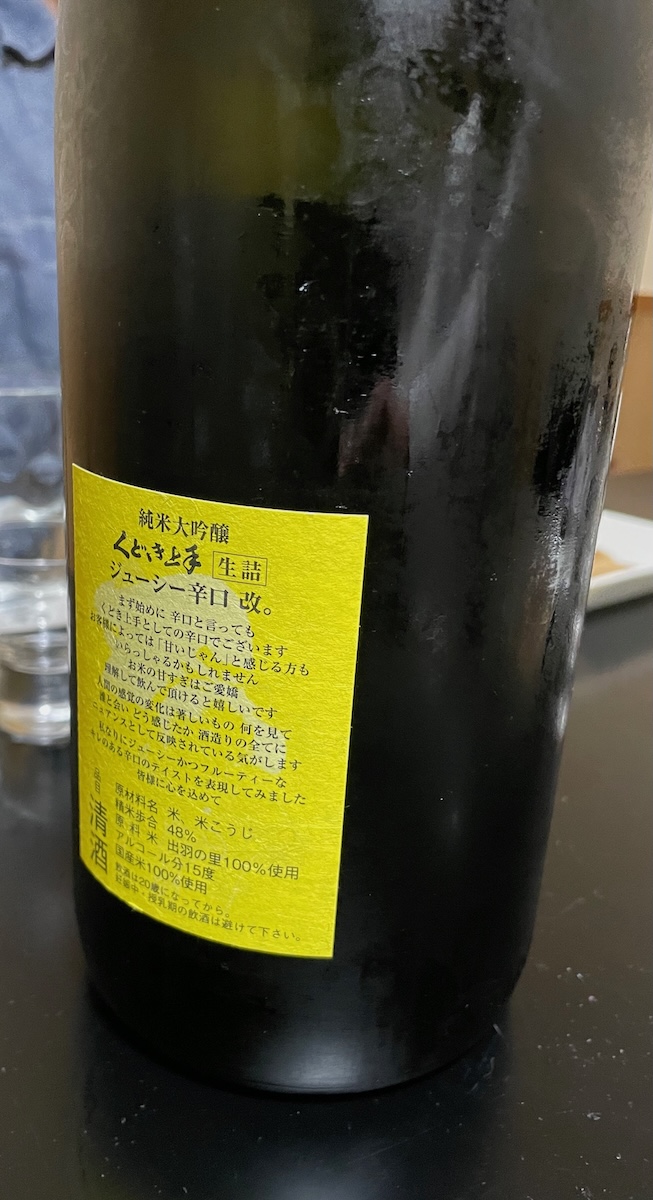 純米大吟醸
くどき上手 生詰
ジューシー辛口 改。
まず始めに 辛口と言っても
くどき上手としての辛口でございます
お客様によっては「甘いじゃん」と感じる方も
いらっしゃるかもしれません
お米の甘すぎはご愛嬌
理解して飲んで頂けると嬉しいです
人間の感覚の変化は著しいもの 何を見て
誰と会い どう感じたか 酒造りの全てに
ニュアンスとして反映されている気がします
私なりにジューシーかつフルーティーな
キレのある辛口のテイストを表現してみました
皆様に心を込めて
品目 清酒
原材料名 米、米こうじ
精米歩合 48%
原料米 出羽の里100%使用
アルコール分15度
国産米100%使用
飲酒は20歳になってから。
妊娠中・授乳期の飲酒は避けて下さい。